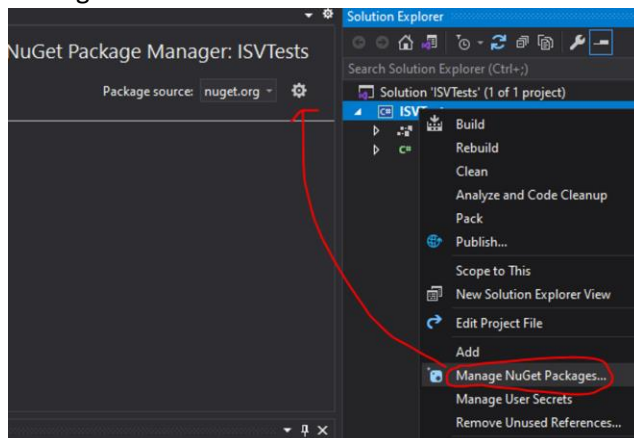 Solution Explorer
NuGet Package Manager: ISVTests
Package source: nuget.org
Search Solution Explorer (Ctrl+;)
Solution 'ISVTests' (1 of 1 project)
C#
Build
Rebuild
Clean
Analyze and Code Cleanup
Pack
Publish...
Scope to This
New Solution Explorer View
Edit Project File
Add
Manage NuGet Packages...
Manage User Secrets
Remove Unused References...